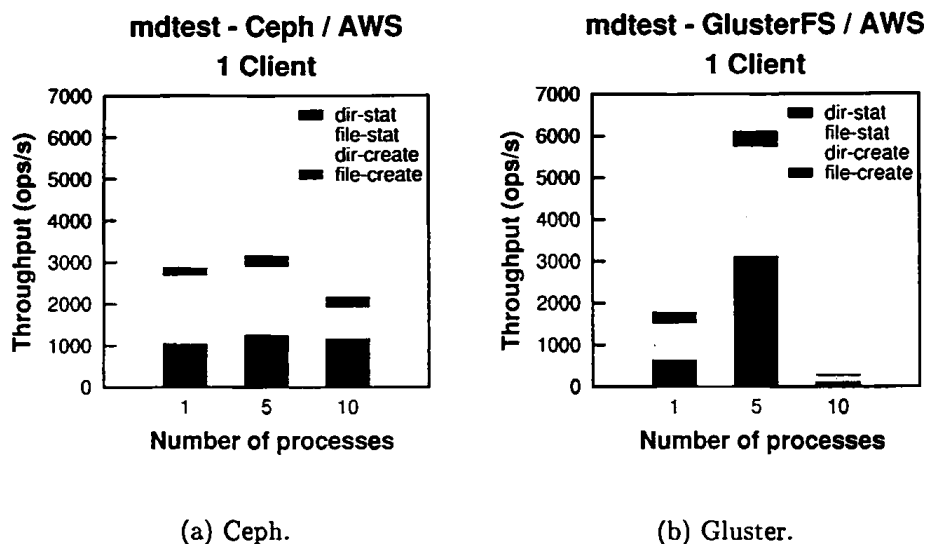 mdtest - Ceph / AWS
1 Client
7000
6000
5000
4000
3000
2000
1000
0
Throughput (ops/s)
dir-stat
file-stat
dir-create
file-create
1 5 10
Number of processes
(a) Ceph.
mdtest - GlusterFS / AWS
1 Client
7000
6000
5000
4000
3000
2000
1000
0
Throughput (ops/s)
dir-stat
file-stat
dir-create
file-create
1 5 10
Number of processes
(b) Gluster.